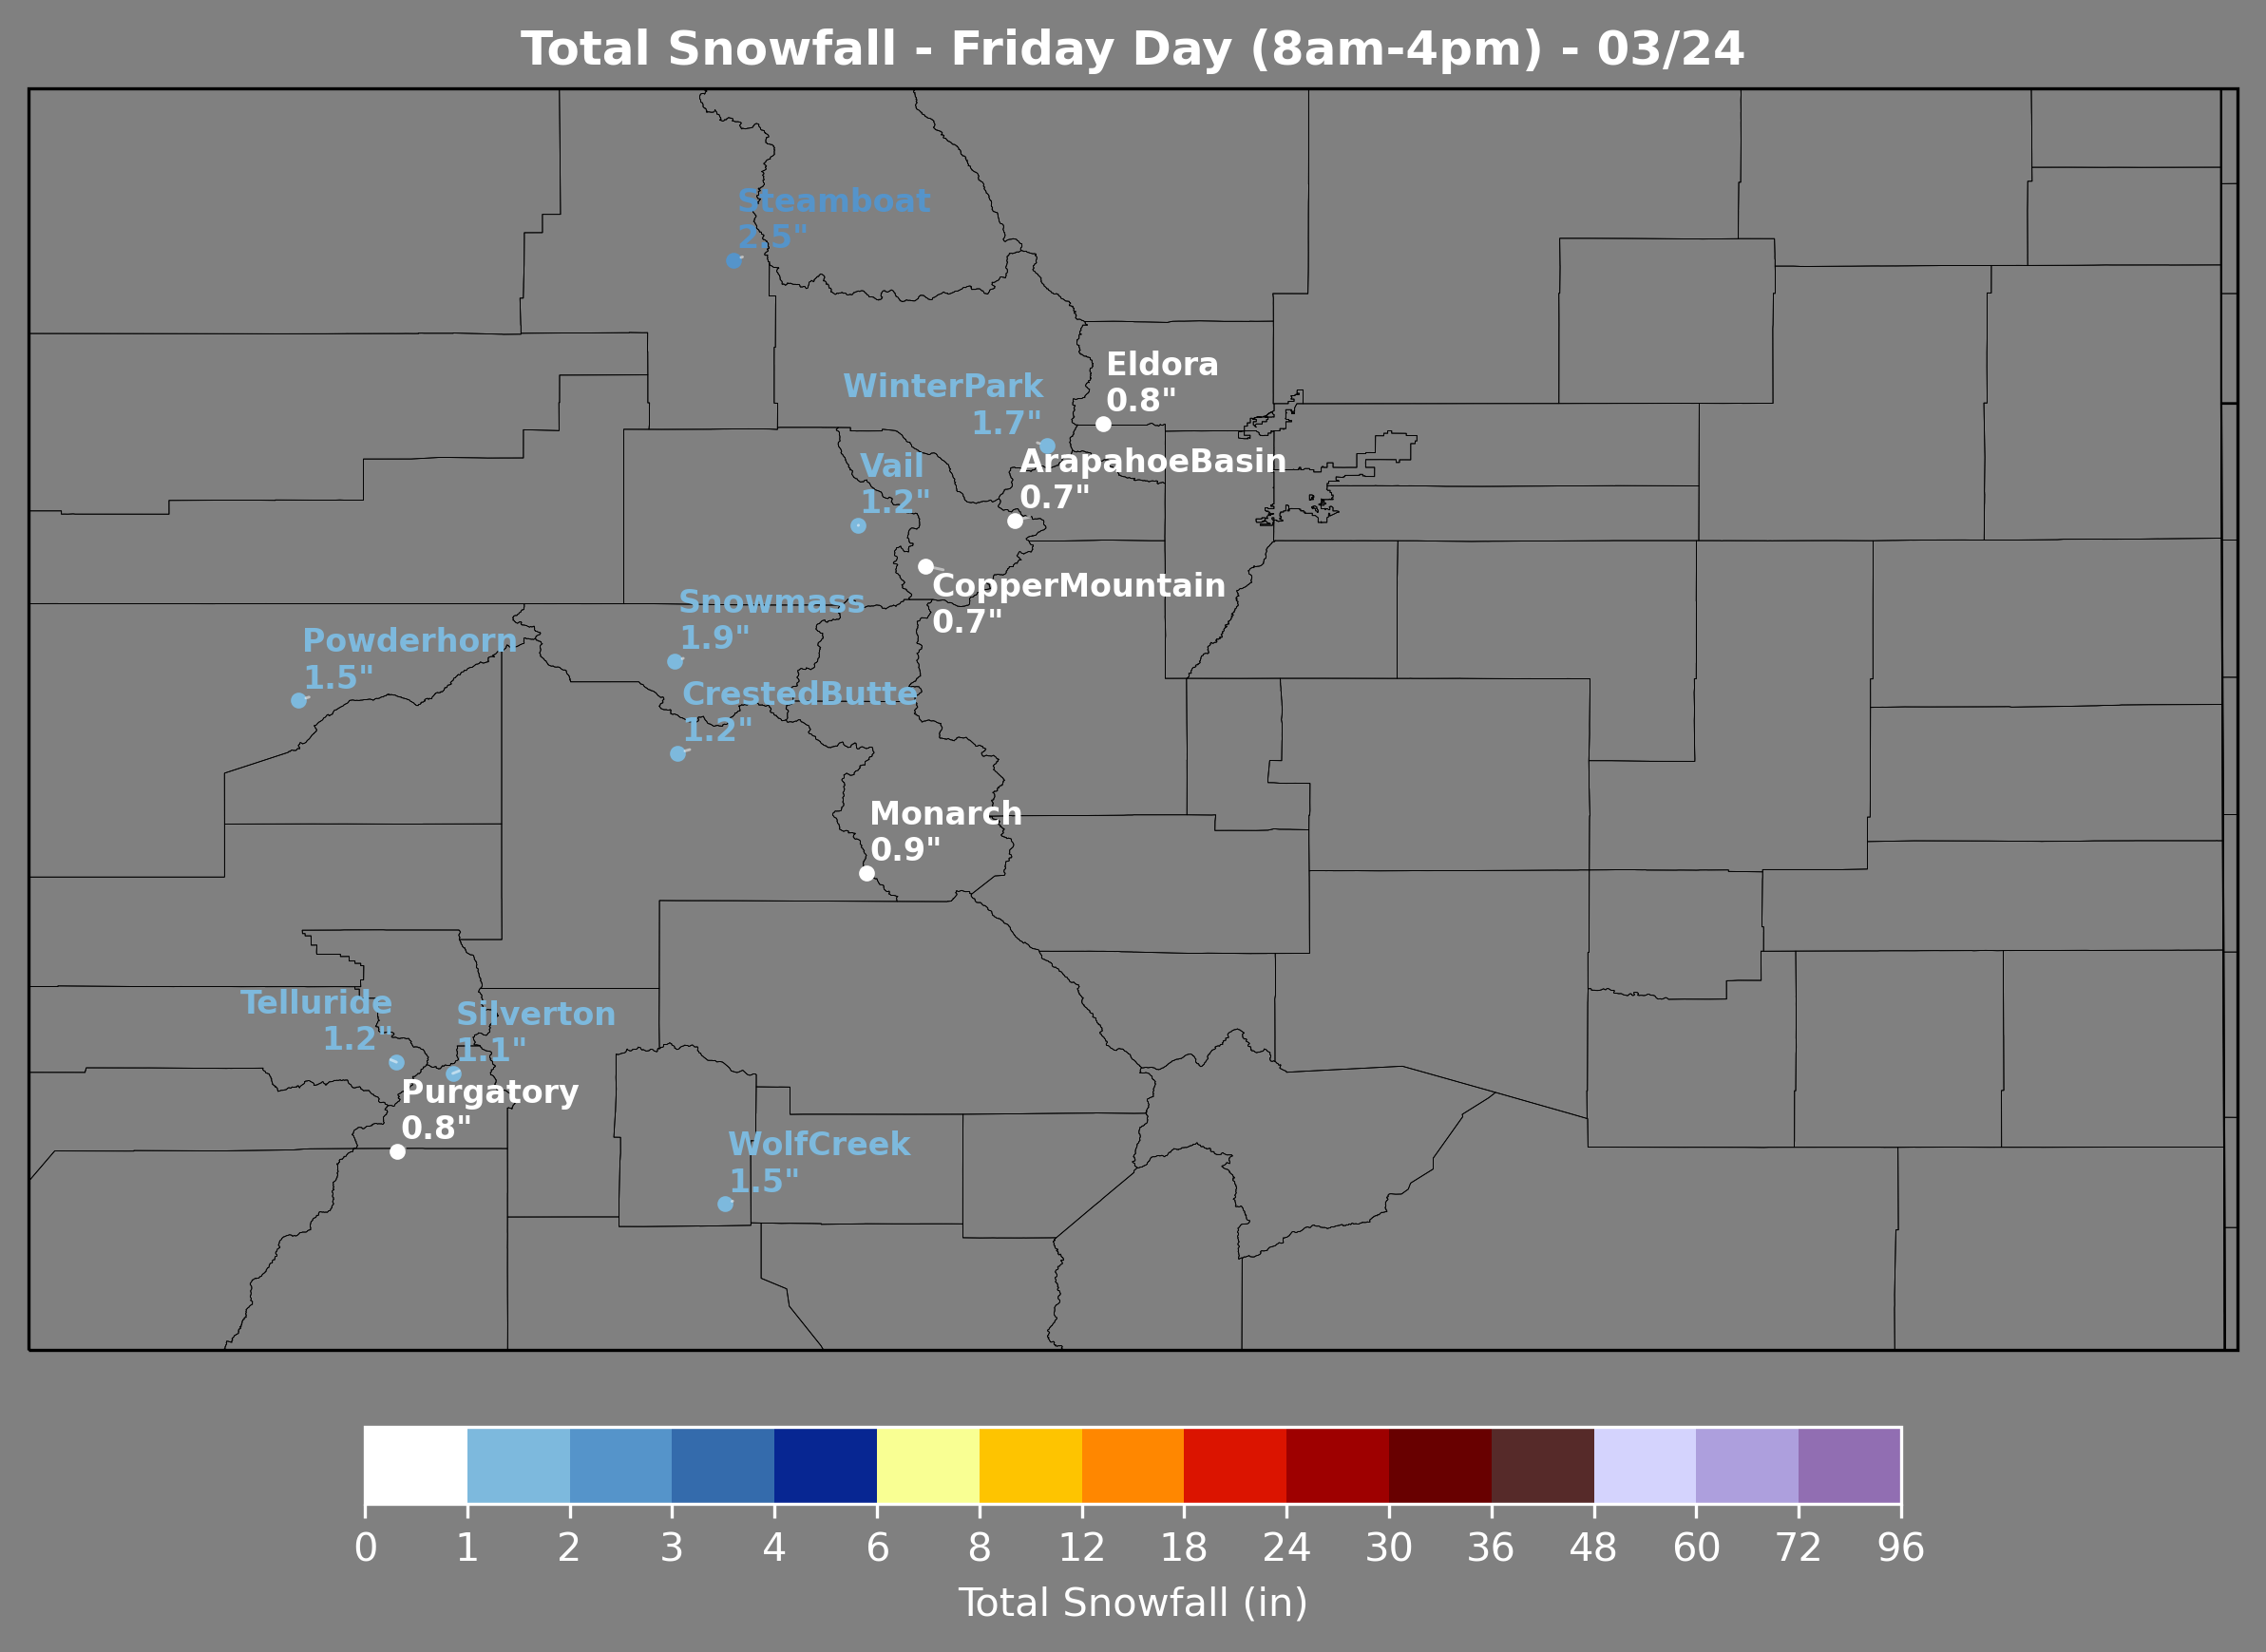 Total Snowfall - Friday Day (8am-4pm) - 03/24
Steamboat
2.5"
Eldora
0.8"
WinterPark
1.7"
ArapahoeBasin
0.7"
Vail
1.2"
CopperMountain
0.7"
Snowmass
1.9"
Powderhorn
1.5"
CrestedButte
1.2"
Monarch
0.9"
Telluride
1.2"
Silverton
1.1"
Purgatory
0.8"
WolfCreek
1.5"
0 1 2 3 4 6 8 12 18 24 30 36 48 60 72 96
Total Snowfall (in)